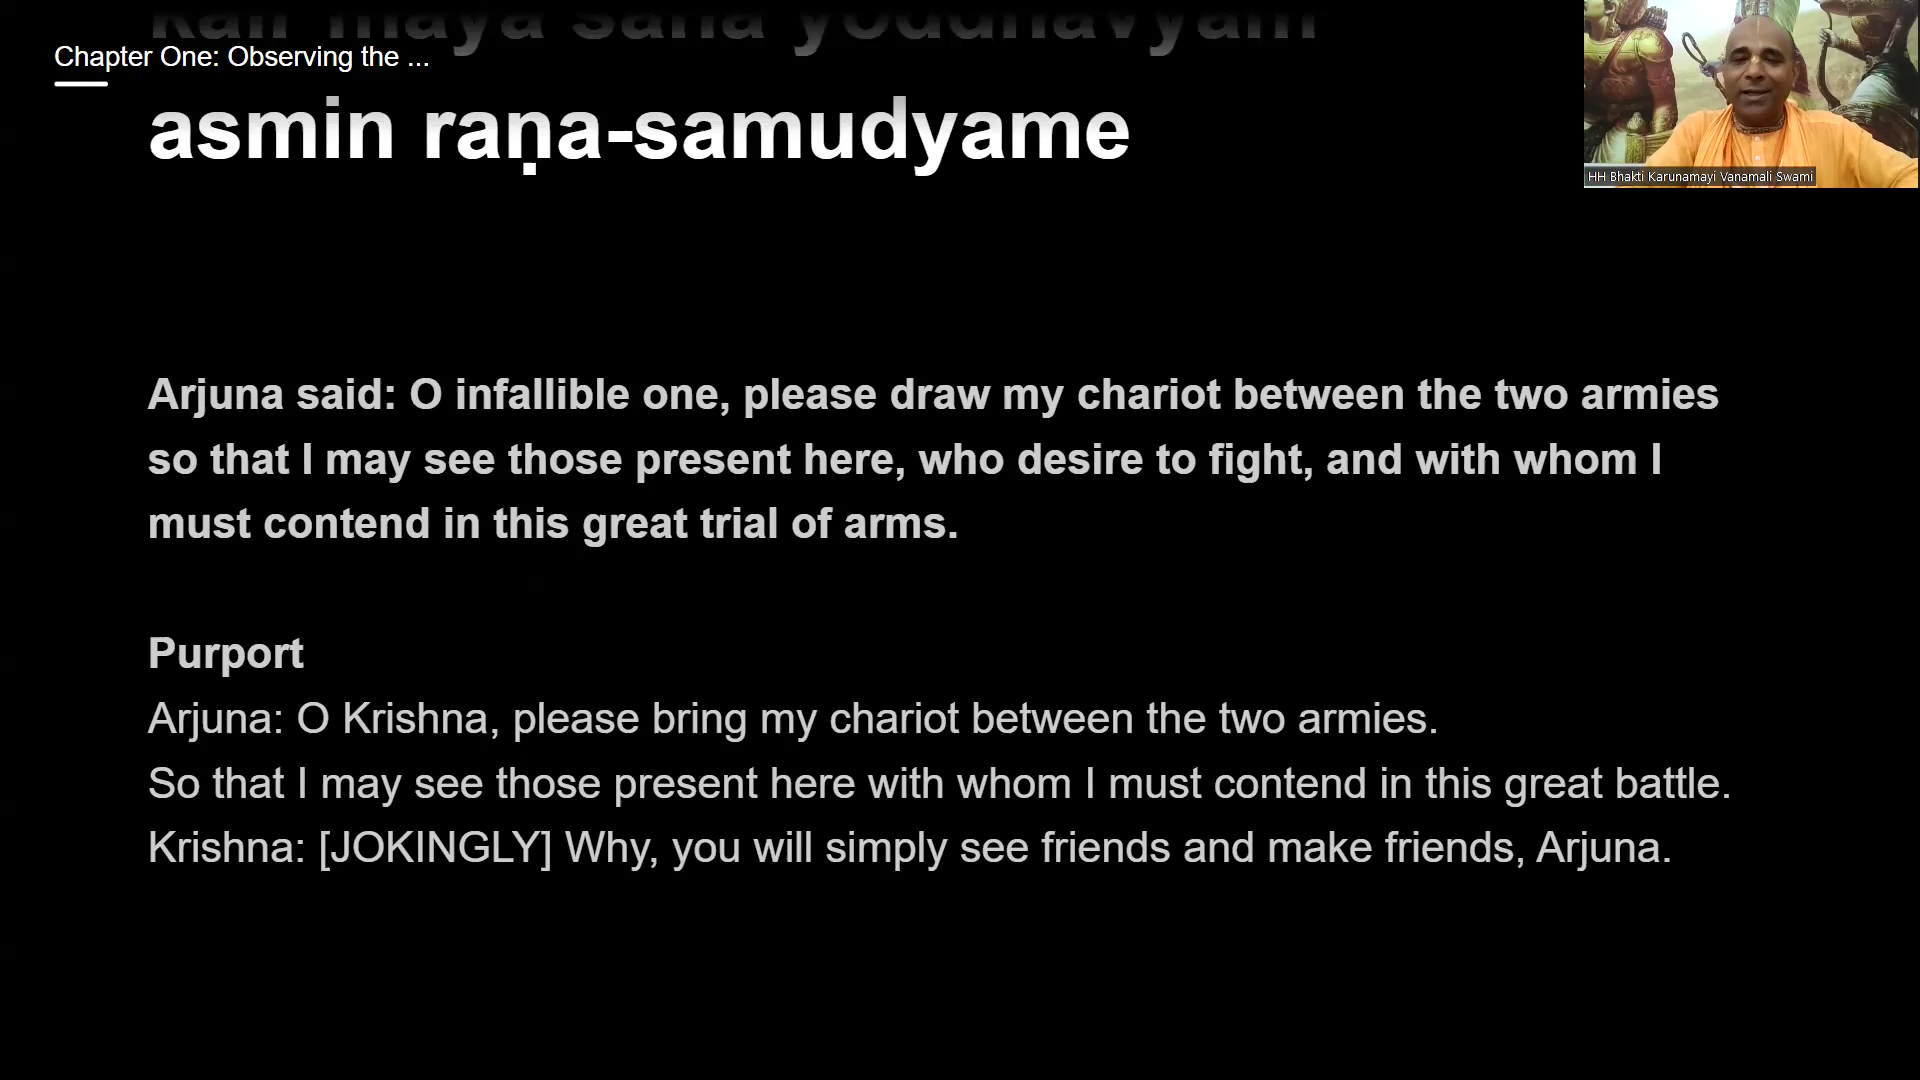 kair mayā saha yoddhavyam
Chapter One: Observing the ...
asmin raṇa-samudyame
HH Bhakti Karunamayi Vanamali Swami
Arjuna said: O infallible one, please draw my chariot between the two armies
so that I may see those present here, who desire to fight, and with whom I
must contend in this great trial of arms.
Purport
Arjuna: O Krishna, please bring my chariot between the two armies.
So that I may see those present here with whom I must contend in this great battle.
Krishna: [JOKINGLY] Why, you will simply see friends and make friends, Arjuna.